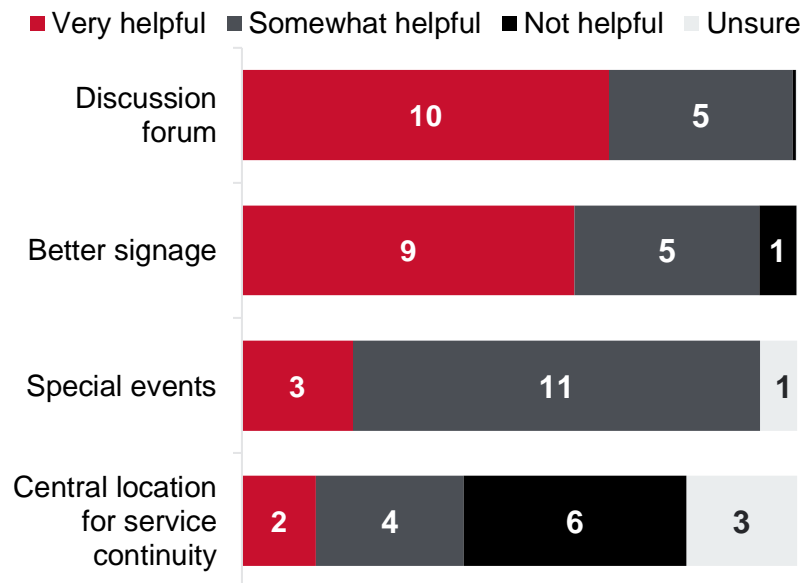 Very helpful Somewhat helpful Not helpful Unsure
Discussion
forum
10 5
Better signage
9 5 1
Special events
3 11 1
Central location
for service
continuity
2 4 6 3